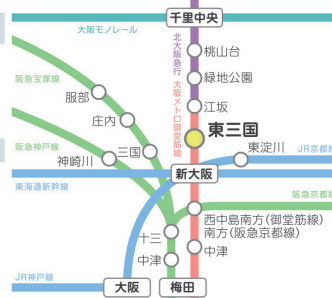 大阪モノレール
千里中央
北大阪急行
桃山台
緑地公園
阪急宝塚線
服部
江坂
大阪メトロ御堂筋線
庄内
東三国
阪急神戸線
三国
神崎川
東淀川
JR京都線
新大阪
東海道新幹線
阪急京都線
西中島南方(御堂筋線)
南方(阪急京都線)
十三
中津
中津
JR神戸線
大阪
梅田